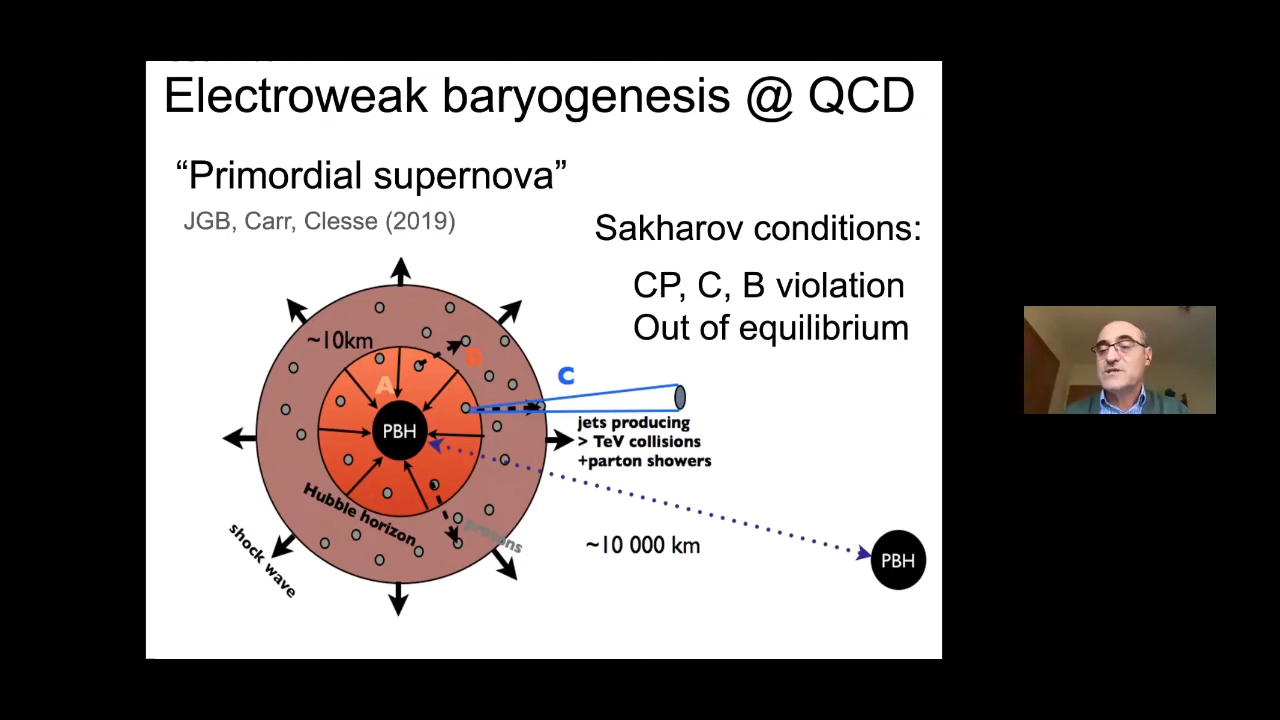 Electroweak baryogenesis @ QCD
“Primordial supernova”
JGB, Carr, Clesse (2019)
Sakharov conditions:
CP, C, B violation
Out of equilibrium
~10km
B
A
C
PBH
jets producing
> TeV collisions
+parton showers
Hubble horizon
protons
shock wave
~10 000 km
PBH